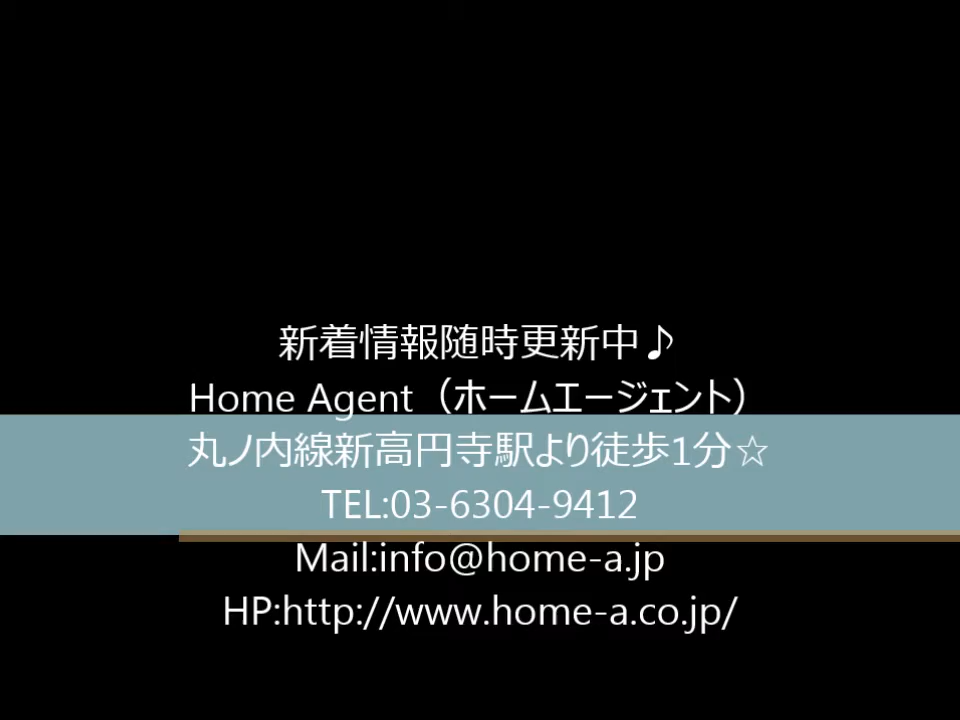 新着情報随時更新中♪
Home Agent（ホームエージェント）
丸ノ内線新高円寺駅より徒歩1分☆
TEL:03-6304-9412
Mail:info@home-a.jp
HP:http://www.home-a.co.jp/